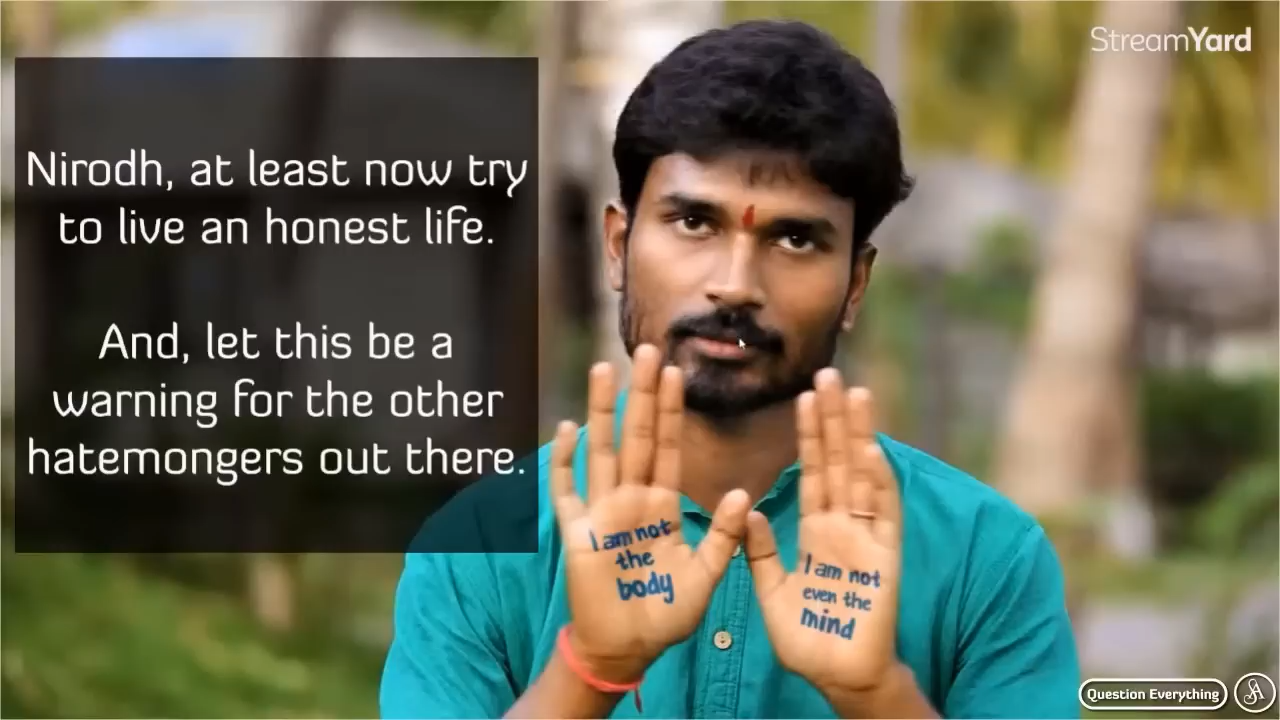 StreamYard
Nirodh, at least now try
to live an honest life.
And, let this be a
warning for the other
hatemongers out there.
I am not
the
body
I am not
even the
mind
Question Everything